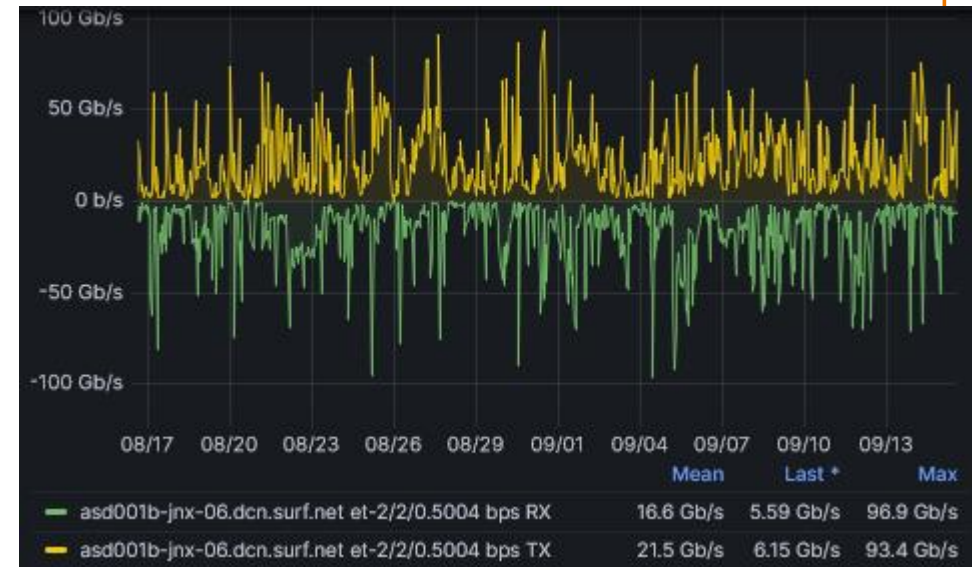 100 Gb/s
50 Gb/s
0 b/s
-50 Gb/s
-100 Gb/s
08/17 08/20 08/23 08/26 08/29 09/01 09/04 09/07 09/10 09/13
Mean Last * Max
asd001b-jnx-06.dcn.surf.net et-2/2/0.5004 bps RX 16.6 Gb/s 5.59 Gb/s 96.9 Gb/s
asd001b-jnx-06.dcn.surf.net et-2/2/0.5004 bps TX 21.5 Gb/s 6.15 Gb/s 93.4 Gb/s